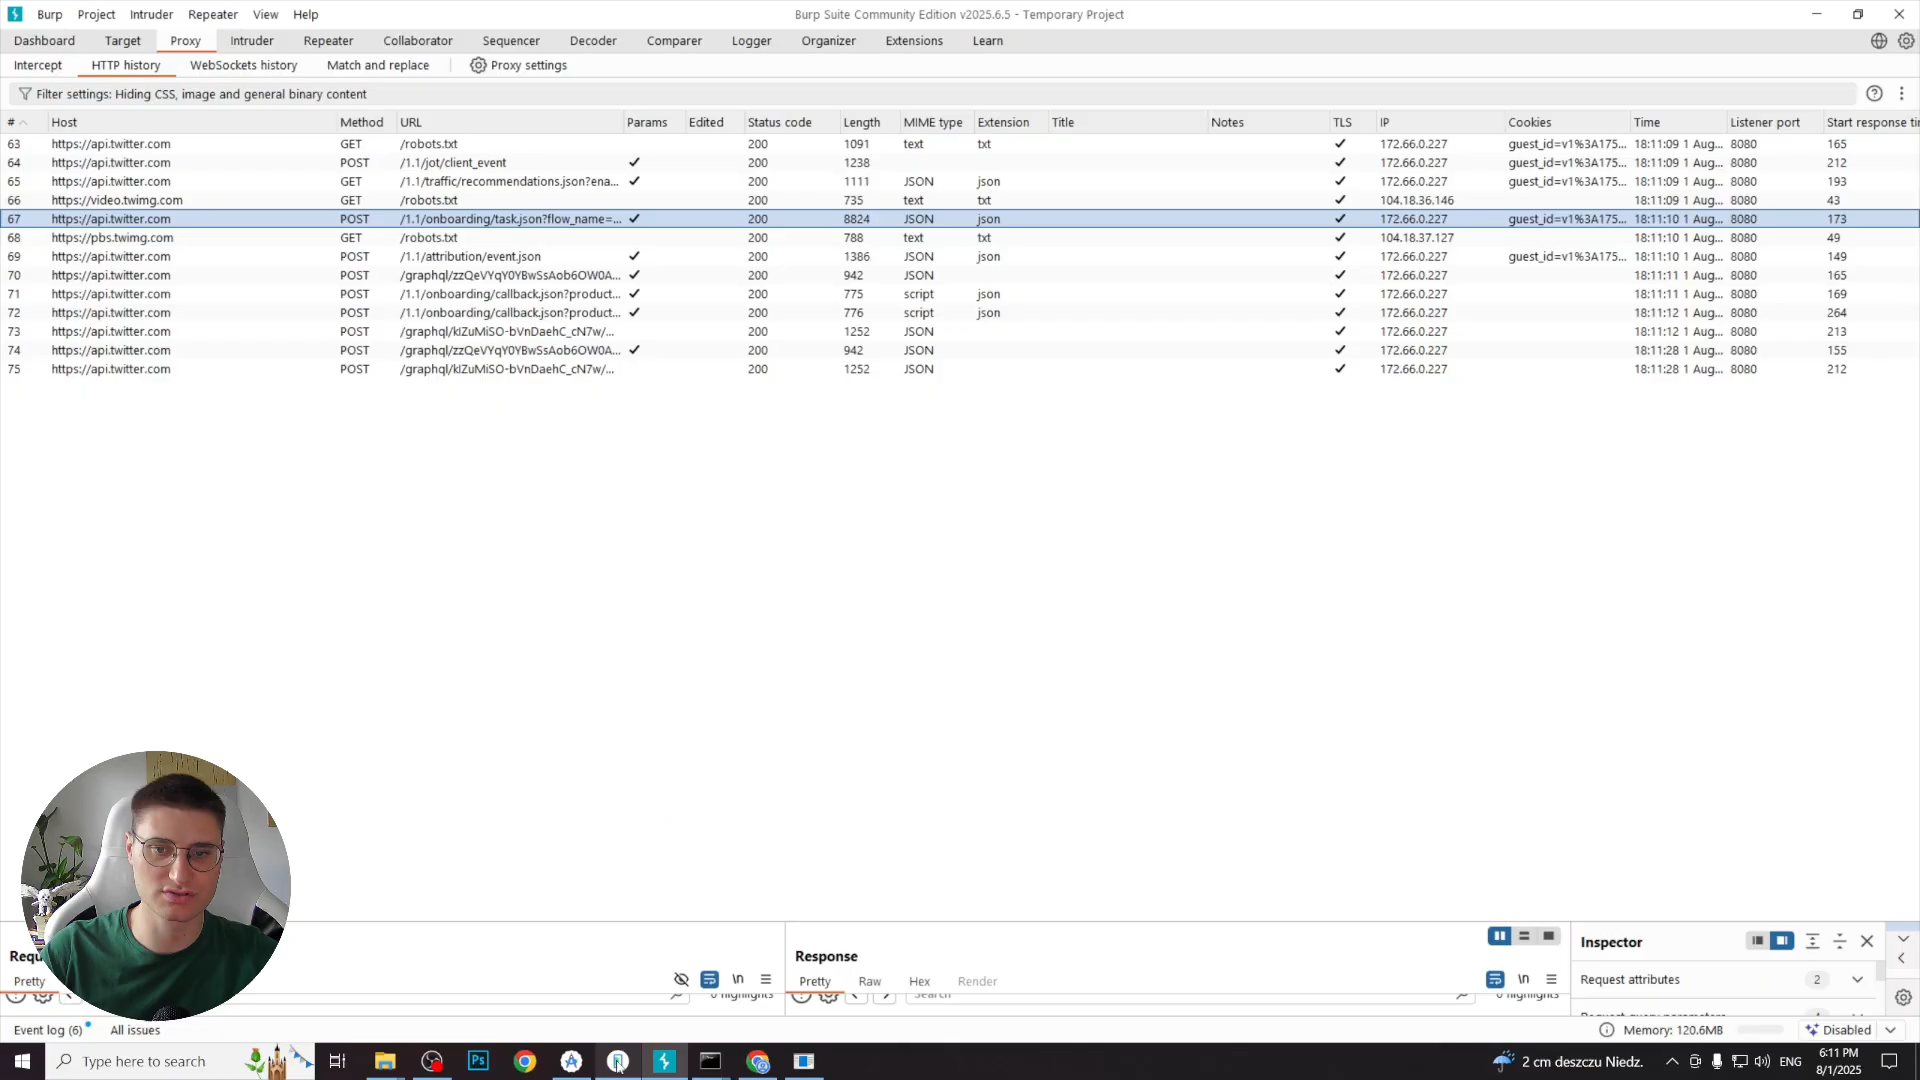 Burp Project Intruder Repeater View Help
Burp Suite Community Edition v2025.6.5 - Temporary Project
Dashboard Target Proxy Intruder Repeater Collaborator Sequencer Decoder Comparer Logger Organizer Extensions Learn
Intercept HTTP history WebSockets history Match and replace Proxy settings
Filter settings: Hiding CSS, image and general binary content
# Host Method URL Params Edited Status code Length MIME type Extension Title Notes TLS IP Cookies Time Listener port Start response ti
63 https://api.twitter.com GET /robots.txt 200 1091 text txt ✓ 172.66.0.227 guest_id=v1%3A175... 18:11:09 1 Aug... 8080 165
64 https://api.twitter.com POST /1.1/jot/client_event ✓ 200 1238 ✓ 172.66.0.227 guest_id=v1%3A175... 18:11:09 1 Aug... 8080 212
65 https://api.twitter.com GET /1.1/traffic/recommendations.json?ena... ✓ 200 1111 JSON json ✓ 172.66.0.227 guest_id=v1%3A175... 18:11:09 1 Aug... 8080 193
66 https://video.twimg.com GET /robots.txt 200 735 text txt ✓ 104.18.36.146 18:11:09 1 Aug... 8080 43
67 https://api.twitter.com POST /1.1/onboarding/task.json?flow_name=... ✓ 200 8824 JSON json ✓ 172.66.0.227 guest_id=v1%3A175... 18:11:10 1 Aug... 8080 173
68 https://pbs.twimg.com GET /robots.txt 200 788 text txt ✓ 104.18.37.127 18:11:10 1 Aug... 8080 49
69 https://api.twitter.com POST /1.1/attribution/event.json ✓ 200 1386 JSON json ✓ 172.66.0.227 guest_id=v1%3A175... 18:11:10 1 Aug... 8080 149
70 https://api.twitter.com POST /graphql/zzQeVYqY0YBwSsAob6OW0A... ✓ 200 942 JSON ✓ 172.66.0.227 18:11:11 1 Aug... 8080 165
71 https://api.twitter.com POST /1.1/onboarding/callback.json?product... ✓ 200 775 script json ✓ 172.66.0.227 18:11:11 1 Aug... 8080 169
72 https://api.twitter.com POST /1.1/onboarding/callback.json?product... ✓ 200 776 script json ✓ 172.66.0.227 18:11:12 1 Aug... 8080 264
73 https://api.twitter.com POST /graphql/kIZuMiSO-bVnDaehC_cN7w/... 200 1252 JSON ✓ 172.66.0.227 18:11:12 1 Aug... 8080 213
74 https://api.twitter.com POST /graphql/zzQeVYqY0YBwSsAob6OW0A... ✓ 200 942 JSON ✓ 172.66.0.227 18:11:28 1 Aug... 8080 155
75 https://api.twitter.com POST /graphql/kIZuMiSO-bVnDaehC_cN7w/... 200 1252 JSON ✓ 172.66.0.227 18:11:28 1 Aug... 8080 212
Requ
Pretty \n
0 highlights
Response
Pretty Raw Hex Render \n
Search 0 highlights
Inspector
Request attributes 2
Request query parameters
Event log (6) All issues
Memory: 120.6MB Disabled
Type here to search
Ps
2 cm deszczu Niedz. ENG
6:11 PM
8/1/2025